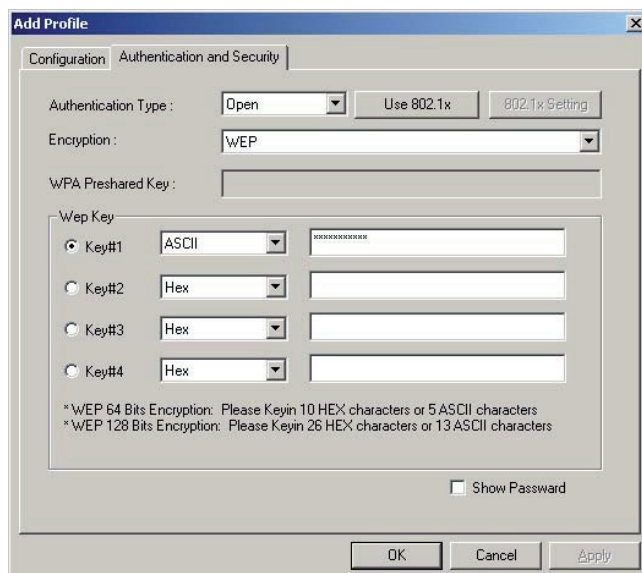 Add Profile
Configuration
Authentication and Security
Authentication Type :
Open
Use 802.1x
802.1x Setting
Encryption :
WEP
WPA Preshared Key :
Wep Key
Key#1
ASCII
***********
Key#2
Hex
Key#3
Hex
Key#4
Hex
* WEP 64 Bits Encryption: Please Keyin 10 HEX characters or 5 ASCII characters
* WEP 128 Bits Encryption: Please Keyin 26 HEX characters or 13 ASCII characters
Show Passward
OK
Cancel
Apply